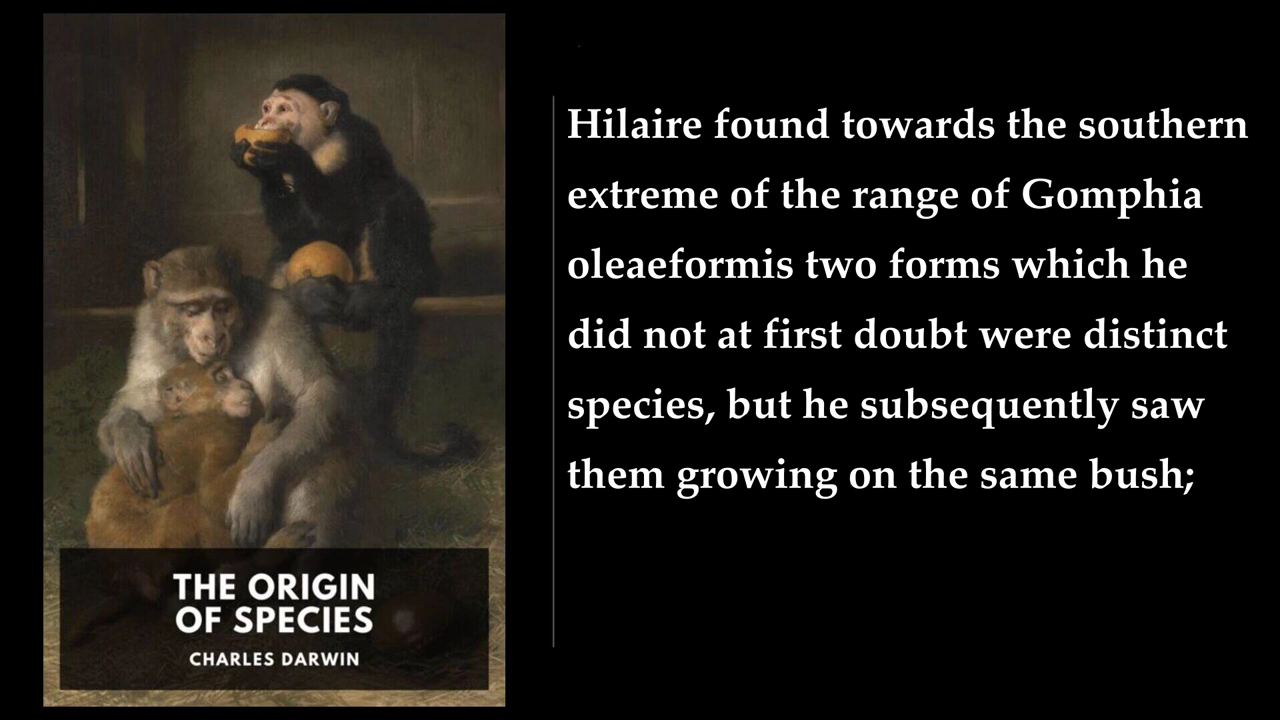 THE ORIGIN
OF SPECIES
CHARLES DARWIN
Hilaire found towards the southern
extreme of the range of Gomphia
oleaeformis two forms which he
did not at first doubt were distinct
species, but he subsequently saw
them growing on the same bush;